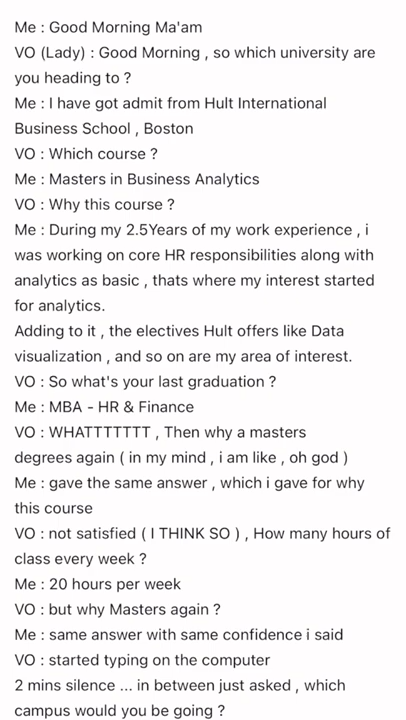 Me : Good Morning Ma'am
VO (Lady) : Good Morning , so which university are
you heading to ?
Me : I have got admit from Hult International
Business School , Boston
VO : Which course ?
Me : Masters in Business Analytics
VO : Why this course ?
Me : During my 2.5Years of my work experience , i
was working on core HR responsibilities along with
analytics as basic , thats where my interest started
for analytics.
Adding to it , the electives Hult offers like Data
visualization , and so on are my area of interest.
VO : So what's your last graduation ?
Me : MBA - HR & Finance
VO : WHATTTTTTT , Then why a masters
degrees again ( in my mind , i am like , oh god )
Me : gave the same answer , which i gave for why
this course
VO : not satisfied ( I THINK SO ) , How many hours of
class every week ?
Me : 20 hours per week
VO : but why Masters again ?
Me : same answer with same confidence i said
VO : started typing on the computer
2 mins silence ... in between just asked , which
campus would you be going ?